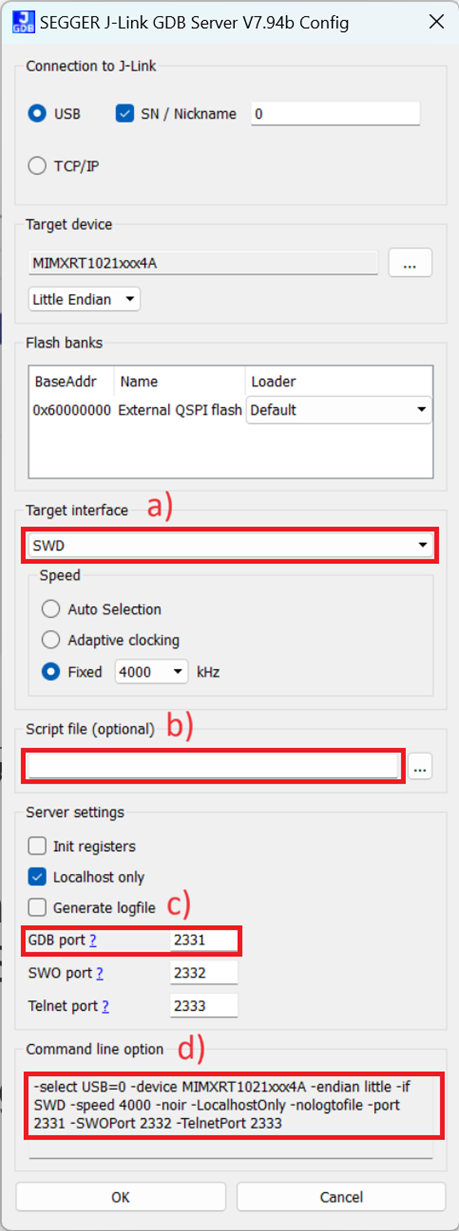 J
GDB
SEGGER J-Link GDB Server V7.94b Config
Connection to J-Link
USB
SN / Nickname
0
TCP/IP
Target device
MIMXRT1021xxx4A
...
Little Endian
Flash banks
BaseAddr Name Loader
0x60000000 External QSPI flash Default
Target interface a)
SWD
Speed
Auto Selection
Adaptive clocking
Fixed 4000 kHz
Script file (optional) b)
...
Server settings
Init registers
Localhost only
Generate logfile c)
GDB port ? 2331
SWO port ? 2332
Telnet port ? 2333
Command line option d)
-select USB=0 -device MIMXRT1021xxx4A -endian little -if
SWD -speed 4000 -noir -LocalhostOnly -nologtofile -port
2331 -SWOPort 2332 -TelnetPort 2333
OK Cancel